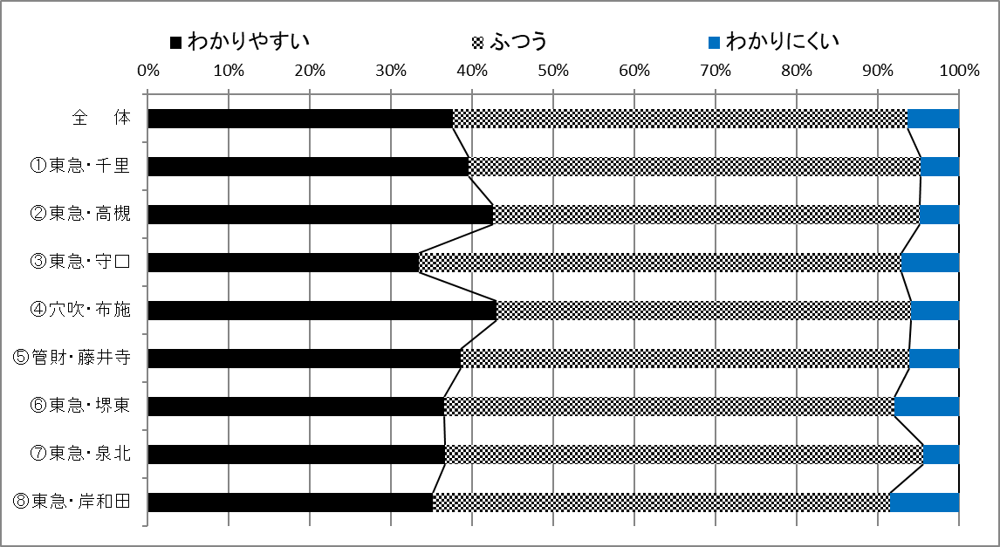 わかりやすい ふつう わかりにくい
0% 10% 20% 30% 40% 50% 60% 70% 80% 90% 100%
全 体
①東急・千里
②東急・高槻
③東急・守口
④穴吹・布施
⑤管財・藤井寺
⑥東急・堺東
⑦東急・泉北
⑧東急・岸和田